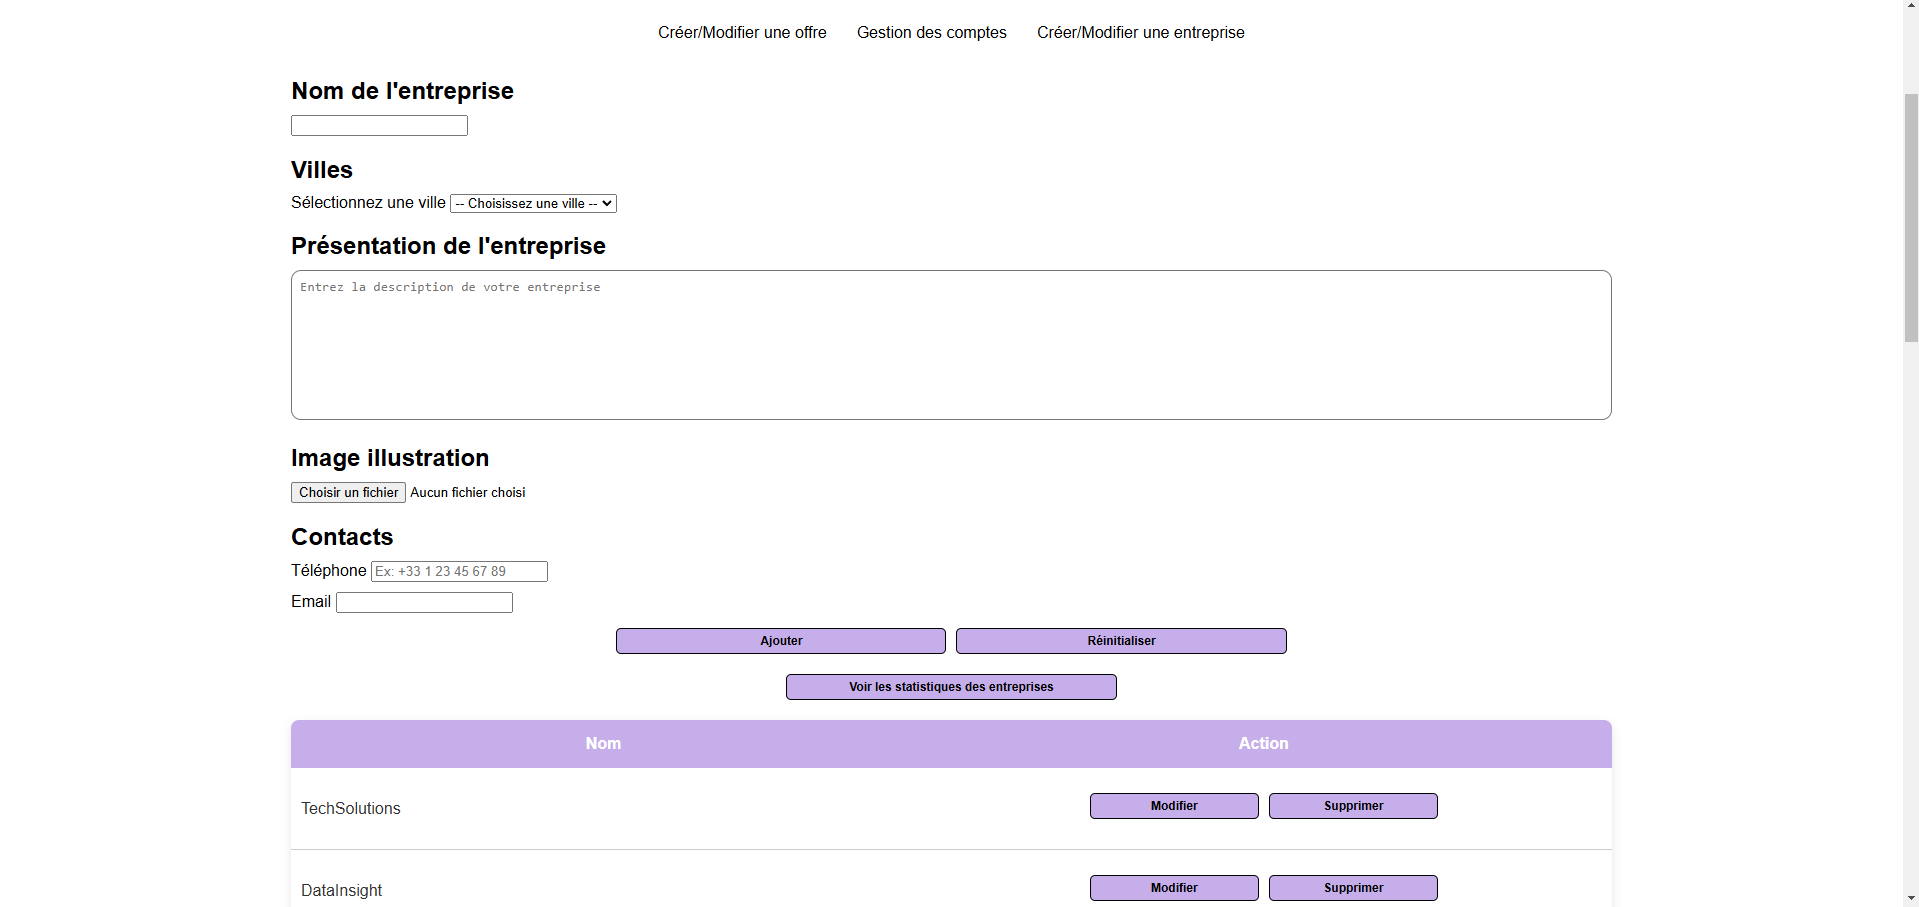 Créer/Modifier une offre Gestion des comptes Créer/Modifier une entreprise
Nom de l'entreprise
Villes
Sélectionnez une ville -- Choisissez une ville --
Présentation de l'entreprise
Entrez la description de votre entreprise
Image illustration
Choisir un fichier Aucun fichier choisi
Contacts
Téléphone Ex: +33 1 23 45 67 89
Email
Ajouter Réinitialiser
Voir les statistiques des entreprises
Nom Action
TechSolutions Modifier Supprimer
DataInsight Modifier Supprimer